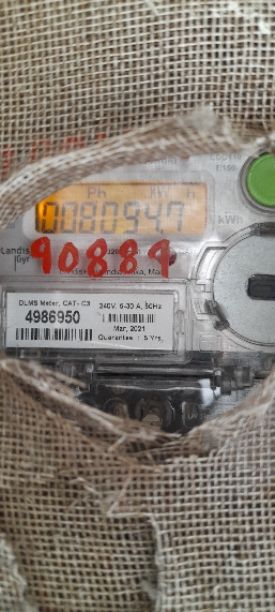 Ph kW h
008094.7
kWh
Landis
Gyr
90889
DLMS Meter, CAT- C3
4986950
240V, 5-30 A, 50Hz
Mar, 2021
Guarantee : 5 Yrs.